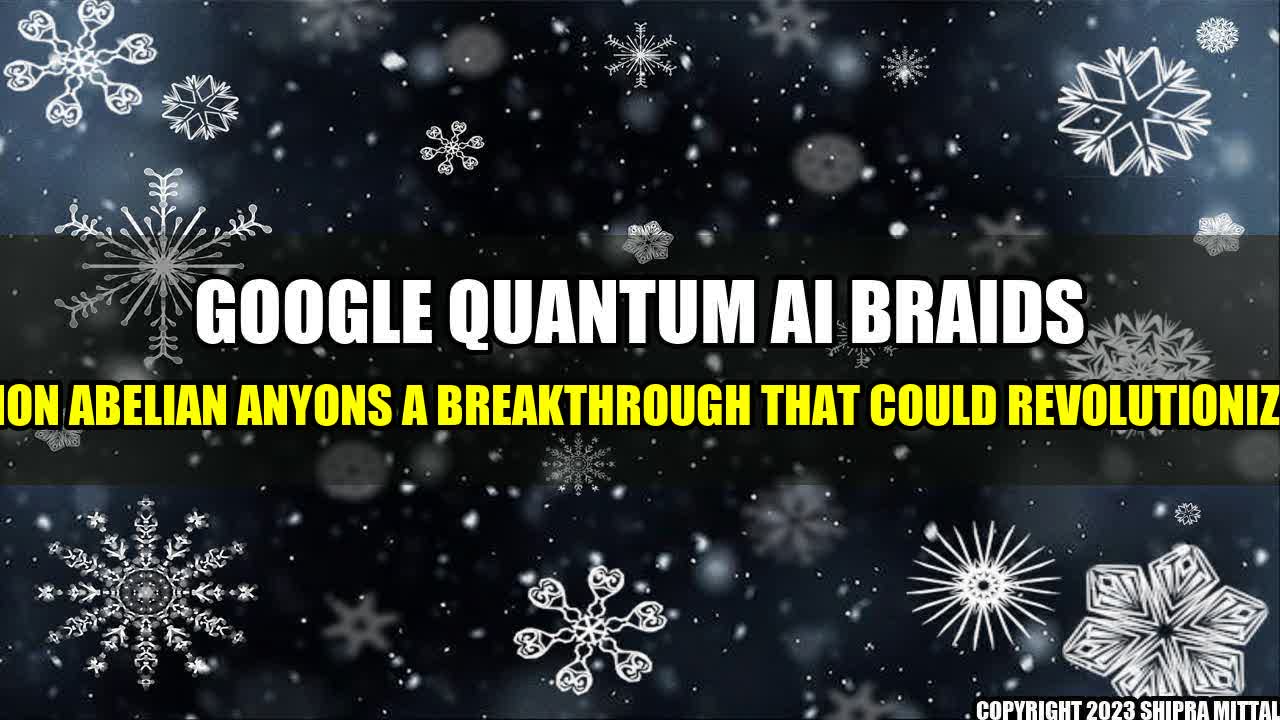 GOOGLE QUANTUM AI BRAIDS
ION ABELIAN ANYONS A BREAKTHROUGH THAT COULD REVOLUTIONIZ
COPYRIGHT 2023 SHIPRA MITTAL